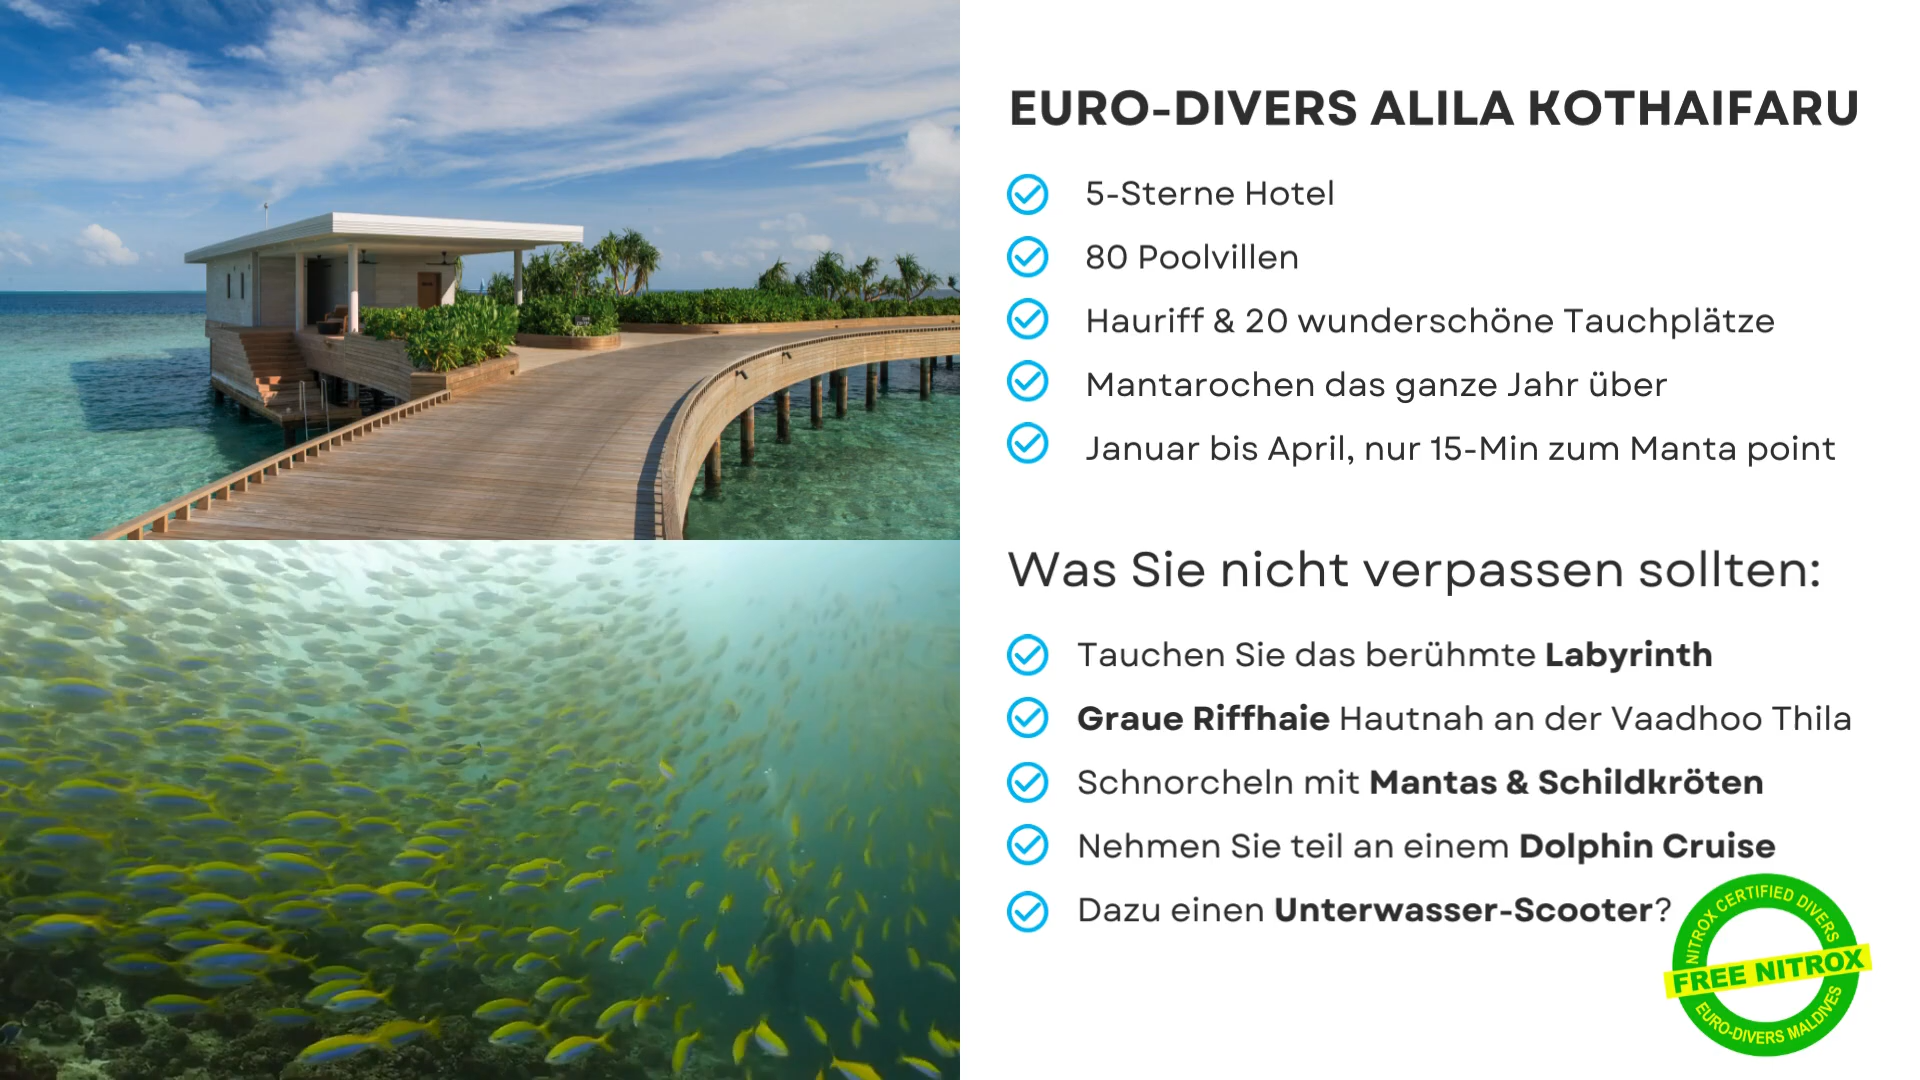 EURO-DIVERS ALILA KOTHAIFARU
5-Sterne Hotel
80 Poolvillen
Hauriff & 20 wunderschöne Tauchplätze
Mantarochen das ganze Jahr über
Januar bis April, nur 15-Min zum Manta point
Was Sie nicht verpassen sollten:
Tauchen Sie das berühmte Labyrinth
Graue Riffhaie Hautnah an der Vaadhoo Thila
Schnorcheln mit Mantas & Schildkröten
Nehmen Sie teil an einem Dolphin Cruise
Dazu einen Unterwasser-Scooter?
NITROX CERTIFIED DIVERS
FREE NITROX
EURO-DIVERS MALDIVES